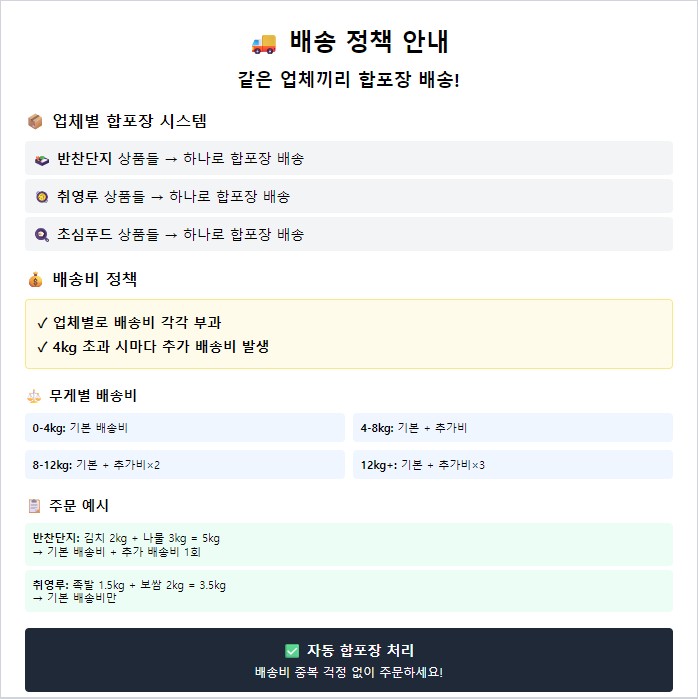 🚚 배송 정책 안내
같은 업체끼리 합포장 배송!
📦 업체별 합포장 시스템
반찬단지 상품들 → 하나로 합포장 배송
취영루 상품들 → 하나로 합포장 배송
초심푸드 상품들 → 하나로 합포장 배송
💰 배송비 정책
✓ 업체별로 배송비 각각 부과
✓ 4kg 초과 시마다 추가 배송비 발생
⚖️ 무게별 배송비
0-4kg: 기본 배송비
4-8kg: 기본 + 추가비
8-12kg: 기본 + 추가비×2
12kg+: 기본 + 추가비×3
📋 주문 예시
반찬단지: 김치 2kg + 나물 3kg = 5kg
→ 기본 배송비 + 추가 배송비 1회
취영루: 족발 1.5kg + 보쌈 2kg = 3.5kg
→ 기본 배송비만
✅ 자동 합포장 처리
배송비 중복 걱정 없이 주문하세요!